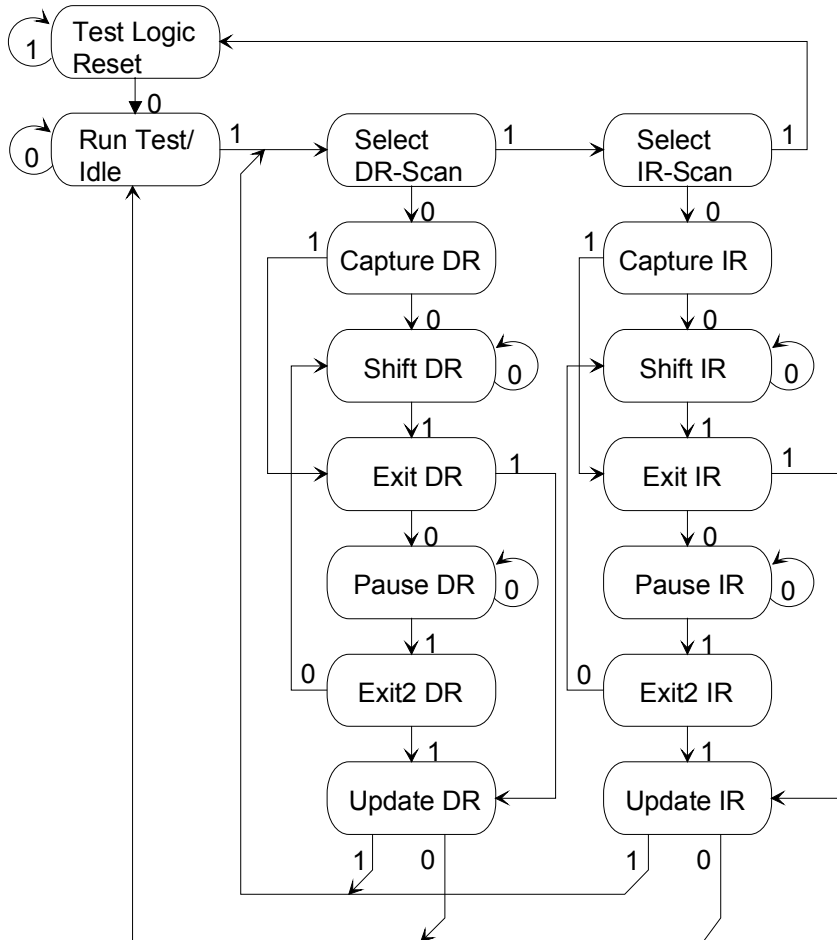 Test Logic
Reset
1
0
Run Test/
Idle
0
1
Select
DR-Scan
1
Select
IR-Scan
1
0
0
1
Capture DR
1
Capture IR
0
0
Shift DR
0
Shift IR
0
1
1
Exit DR
1
Exit IR
1
0
0
Pause DR
0
Pause IR
0
1
1
0
Exit2 DR
0
Exit2 IR
1
1
Update DR
Update IR
1
0
1
0